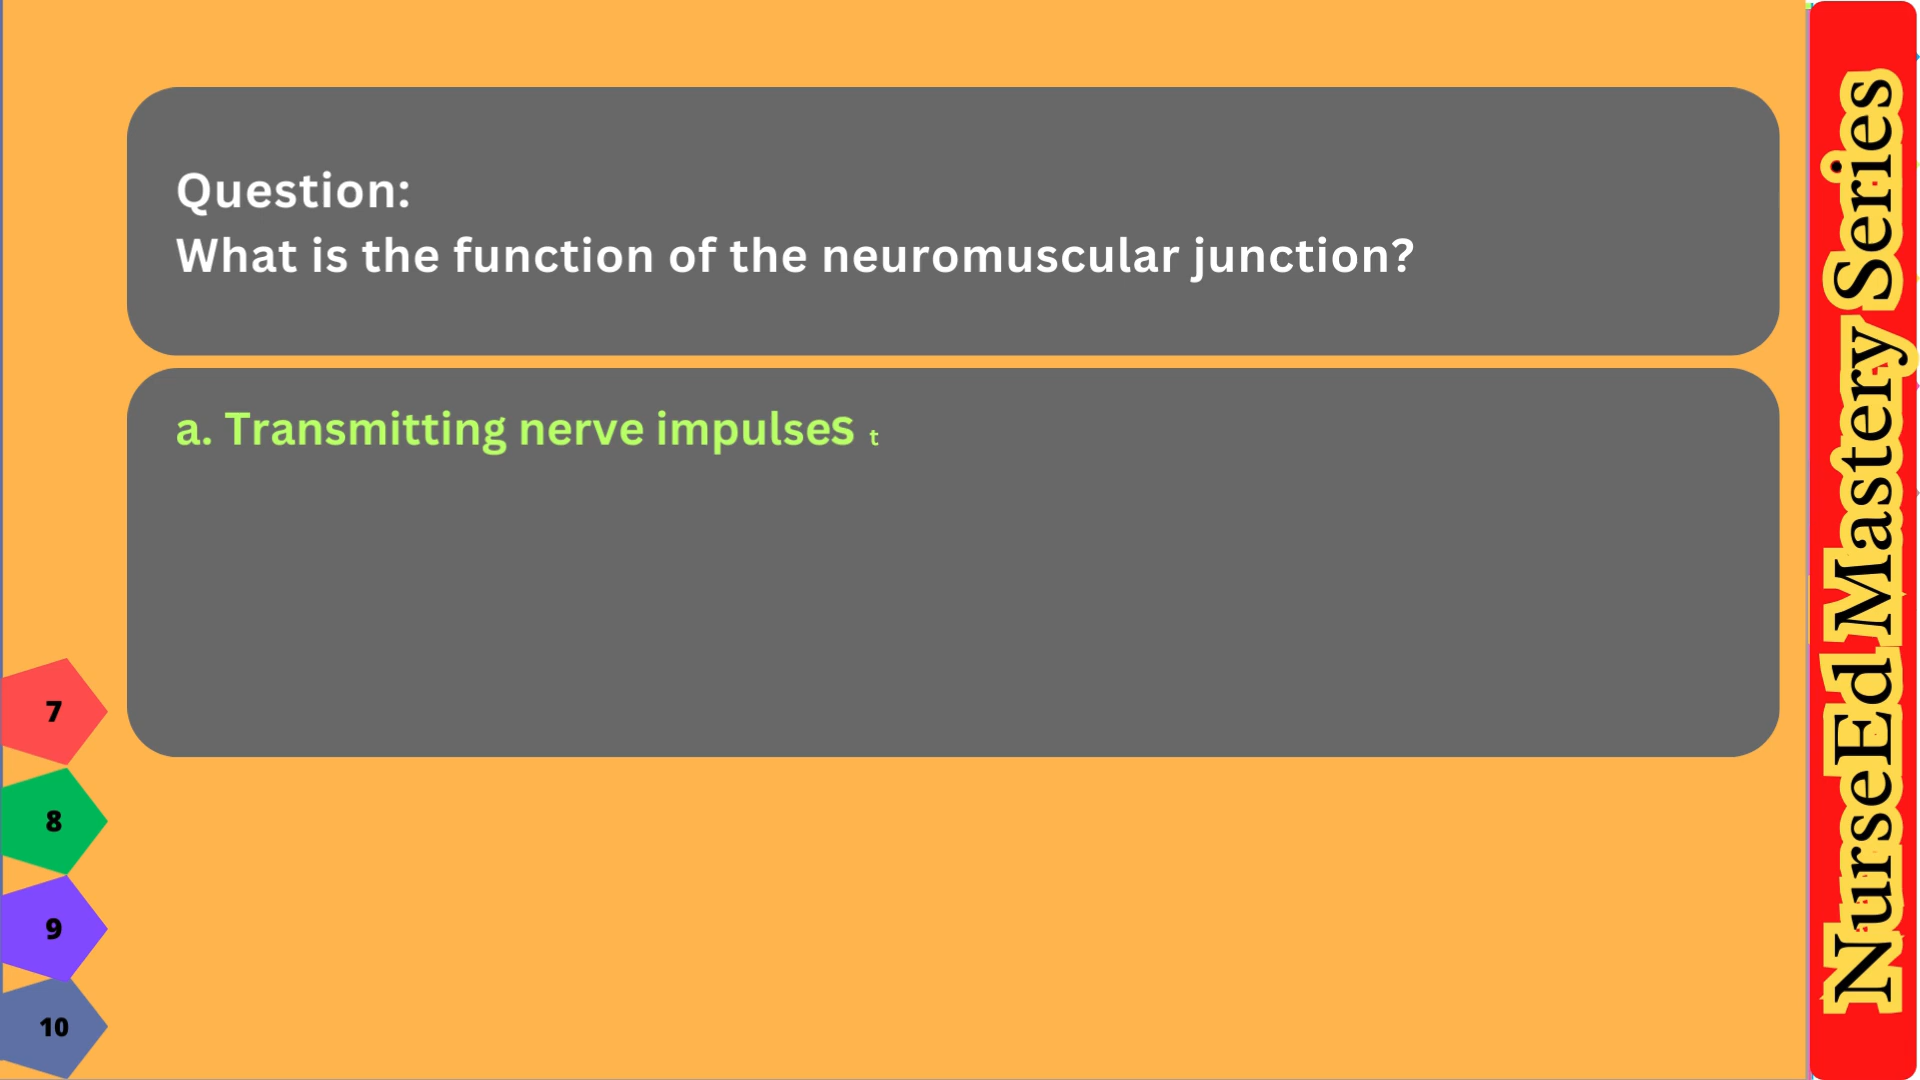 Question:
What is the function of the neuromuscular junction?
a. Transmitting nerve impulses t
7
8
9
10
NurseEd Mastery Series